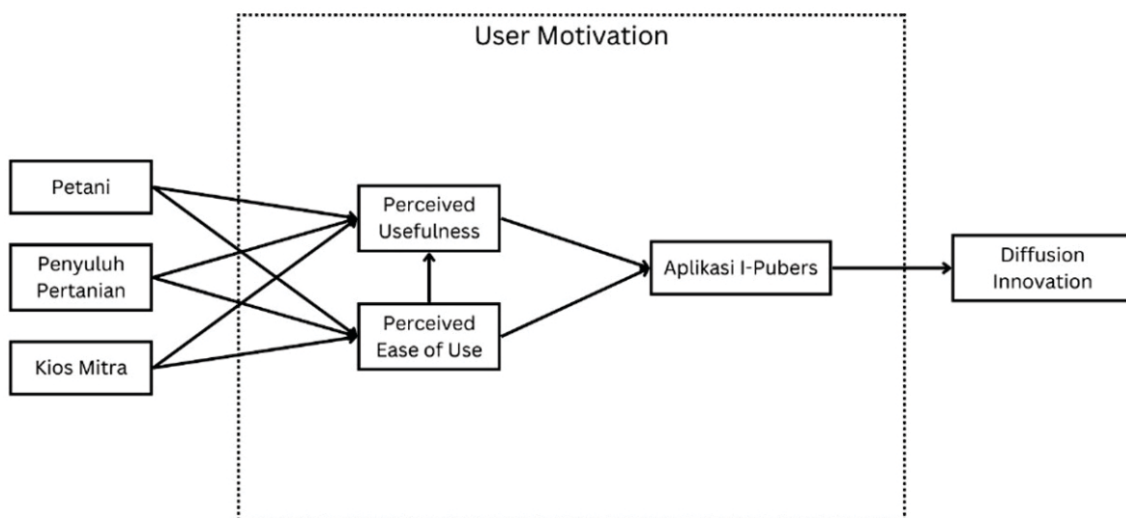 User Motivation
Petani
Penyuluh
Pertanian
Kios Mitra
Perceived
Usefulness
Perceived
Ease of Use
Aplikasi I-Pubers
Diffusion
Innovation